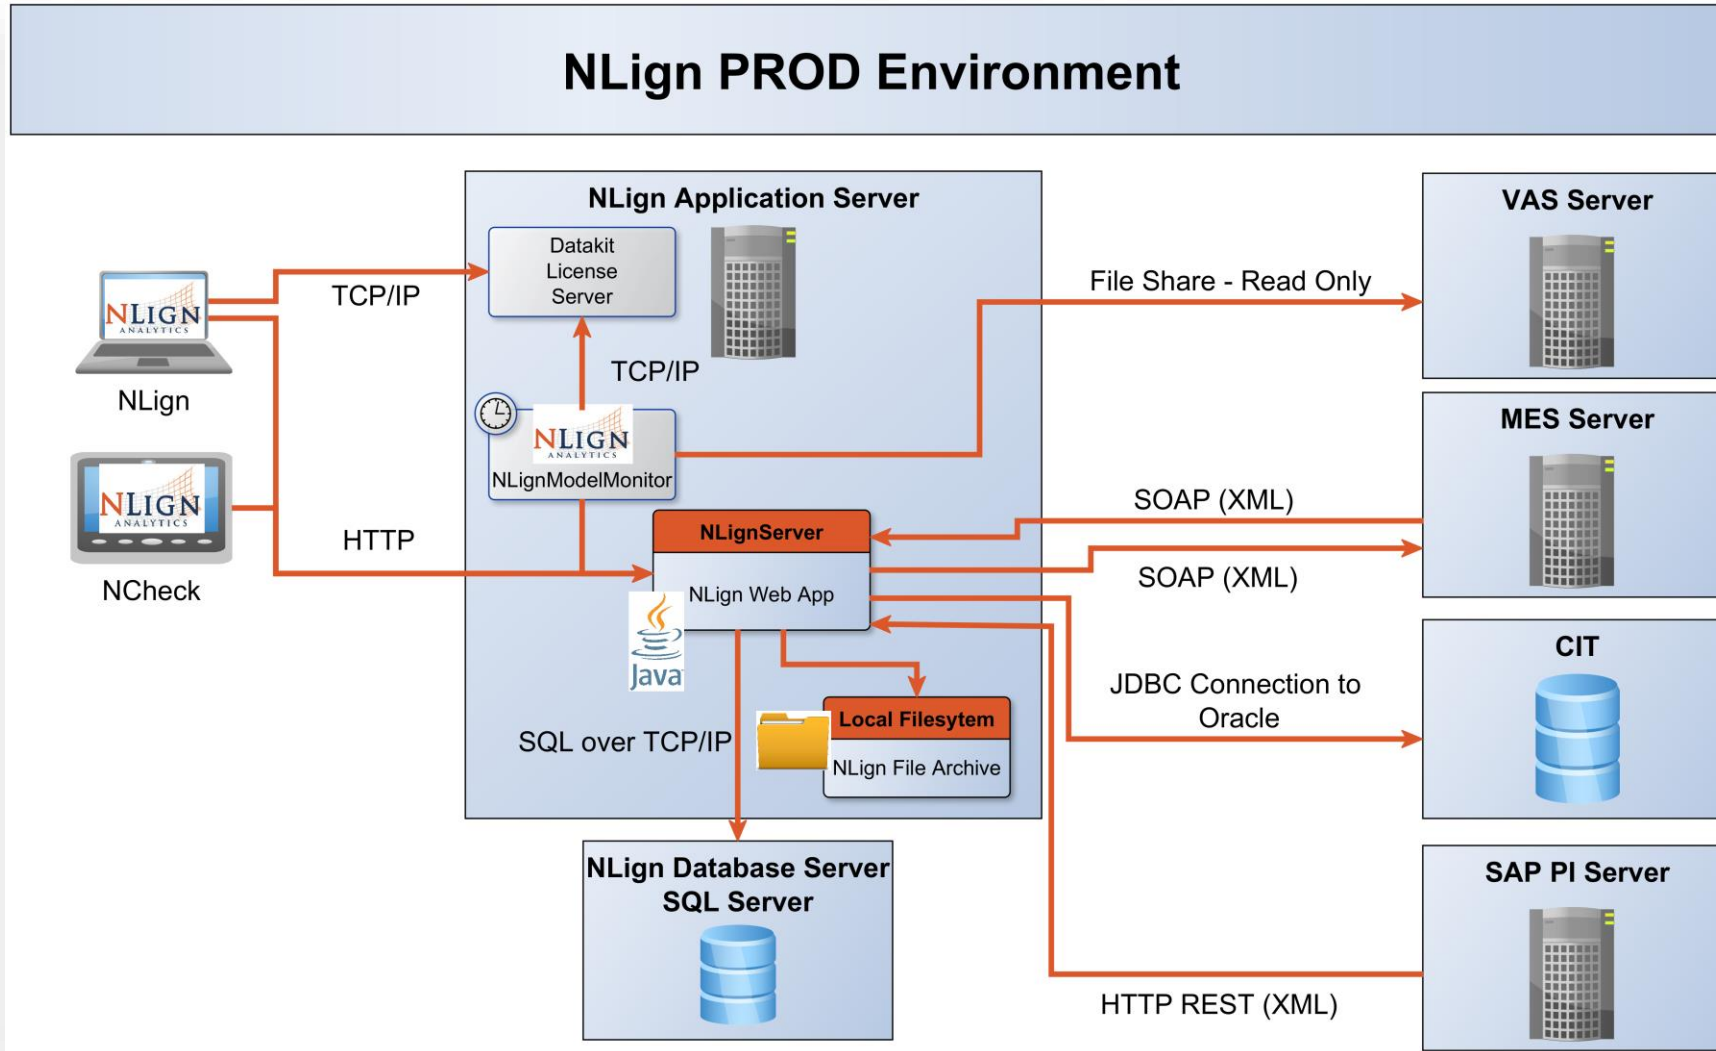 NLign PROD Environment
NLign Application Server
Datakit
License
Server
TCP/IP
NLIGN
ANALYTICS
NLign
TCP/IP
NLIGN
ANALYTICS
NLignModelMonitor
NLIGN
ANALYTICS
NCheck
HTTP
NLignServer
NLign Web App
Java
SQL over TCP/IP
Local Filesytem
NLign File Archive
NLign Database Server
SQL Server
File Share - Read Only
VAS Server
MES Server
SOAP (XML)
SOAP (XML)
CIT
JDBC Connection to
Oracle
SAP PI Server
HTTP REST (XML)